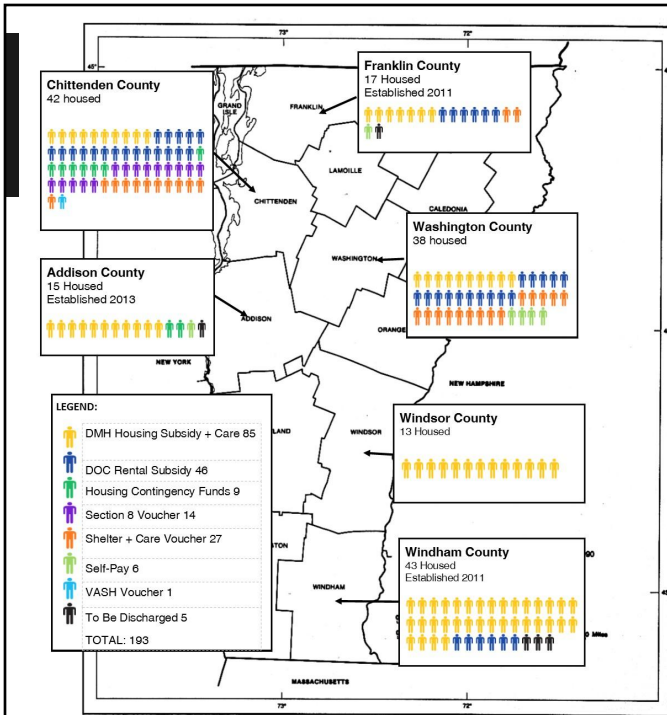 73°
72°
45°
Chittenden County
42 housed
Franklin County
17 Housed
Established 2011
GRAND
ISLE
FRANKLIN
LAMOILLE
CHITTENDEN
CALEDONIA
Washington County
38 housed
WASHINGTON
Addison County
15 Housed
Established 2013
ADDISON
ORANGE
NEW YORK
NEW HAMPSHIRE
LEGEND:
DMH Housing Subsidy + Care 85
DOC Rental Subsidy 46
Housing Contingency Funds 9
Section 8 Voucher 14
Shelter + Care Voucher 27
Self-Pay 6
VASH Voucher 1
To Be Discharged 5
TOTAL: 193
LAND
WINDSOR
Windsor County
13 Housed
TON
WINDHAM
Windham County
43 Housed
Established 2011
90
0 Miles
MASSACHUSETTS
73°
72°